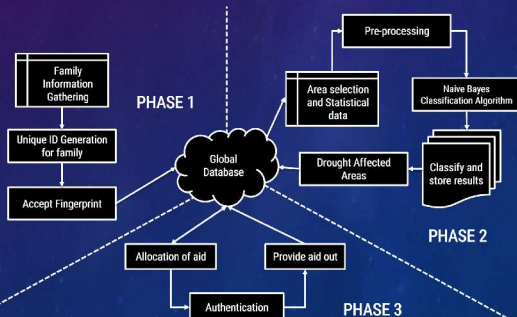 Family
Information
Gathering
PHASE 1
Unique ID Generation
for family
Accept Fingerprint
Global
Database
Pre-processing
Area selection
and Statistical
data
Naive Bayes
Classification Algorithm
Drought Affected
Areas
Classify and
store results
PHASE 2
Allocation of aid
Provide aid out
Authentication
PHASE 3